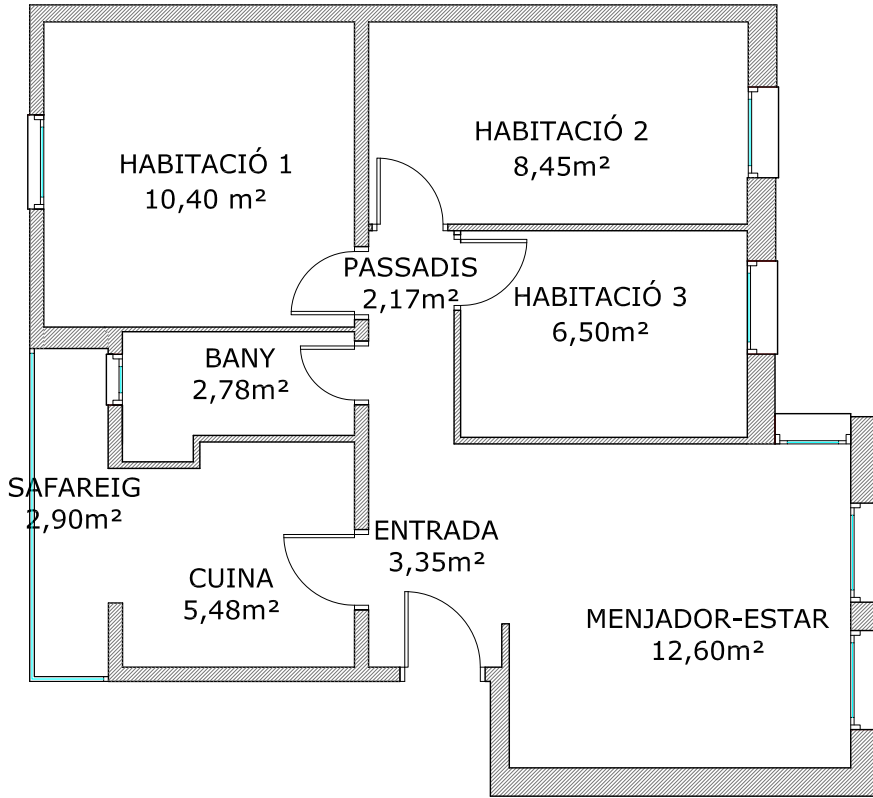 HABITACIÓ 1
10,40 m²
HABITACIÓ 2
8,45m²
PASSADIS
2,17m²
HABITACIÓ 3
6,50m²
BANY
2,78m²
SAFAREIG
2,90m²
ENTRADA
3,35m²
CUINA
5,48m²
MENJADOR-ESTAR
12,60m²